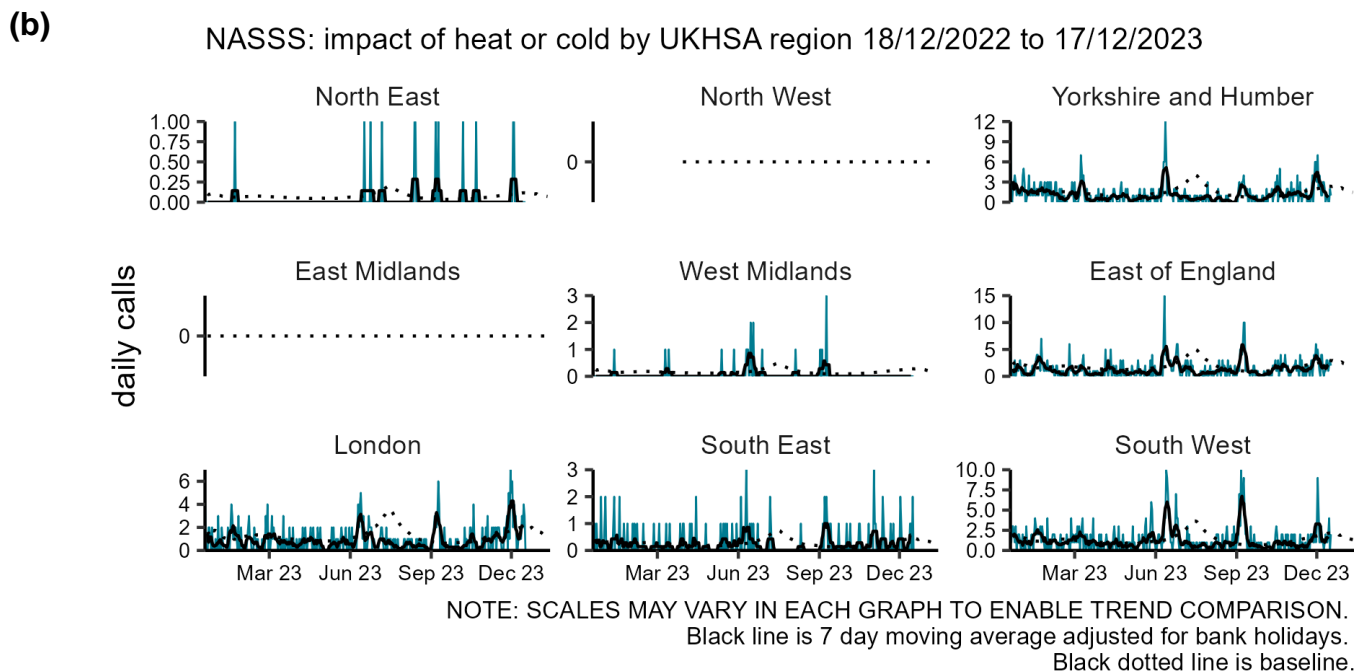 (b)
NASSS: impact of heat or cold by UKHSA region 18/12/2022 to 17/12/2023
daily calls
North East
1.00
0.75
0.50
0.25
0.00
North West
0
Yorkshire and Humber
12
9
6
3
0
East Midlands
0
West Midlands
3
2
1
0
East of England
15
10
5
0
London
6
4
2
0
Mar 23 Jun 23 Sep 23 Dec 23
South East
3
2
1
0
Mar 23 Jun 23 Sep 23 Dec 23
South West
10.0
7.5
5.0
2.5
0.0
Mar 23 Jun 23 Sep 23 Dec 23
NOTE: SCALES MAY VARY IN EACH GRAPH TO ENABLE TREND COMPARISON.
Black line is 7 day moving average adjusted for bank holidays.
Black dotted line is baseline.